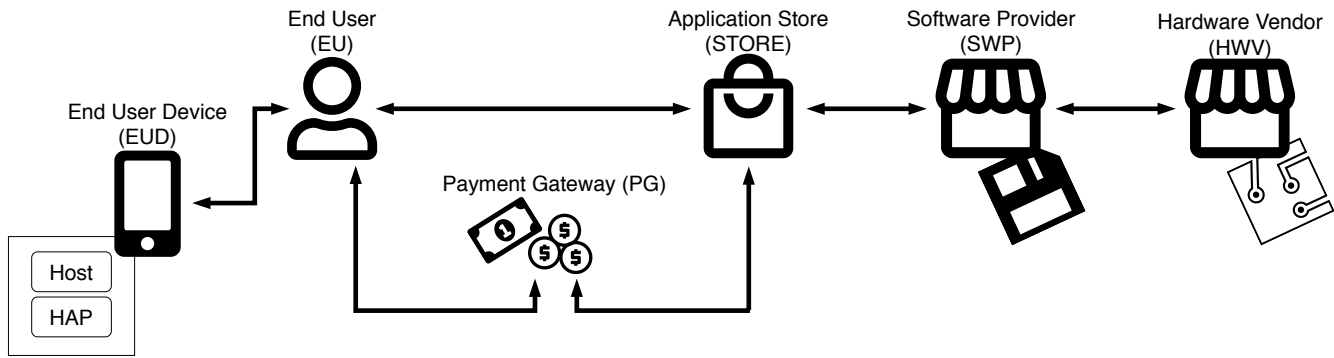 End User
(EU)
Application Store
(STORE)
Software Provider
(SWP)
Hardware Vendor
(HWV)
End User Device
(EUD)
Payment Gateway (PG)
1
$
$
$
Host
HAP